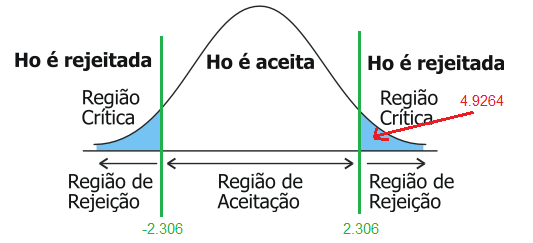 Ho é rejeitada
Ho é aceita
Ho é rejeitada
Região
Crítica
Região
Crítica
4.9264
Região de
Rejeição
Região de
Aceitação
Região de
Rejeição
-2.306
2.306